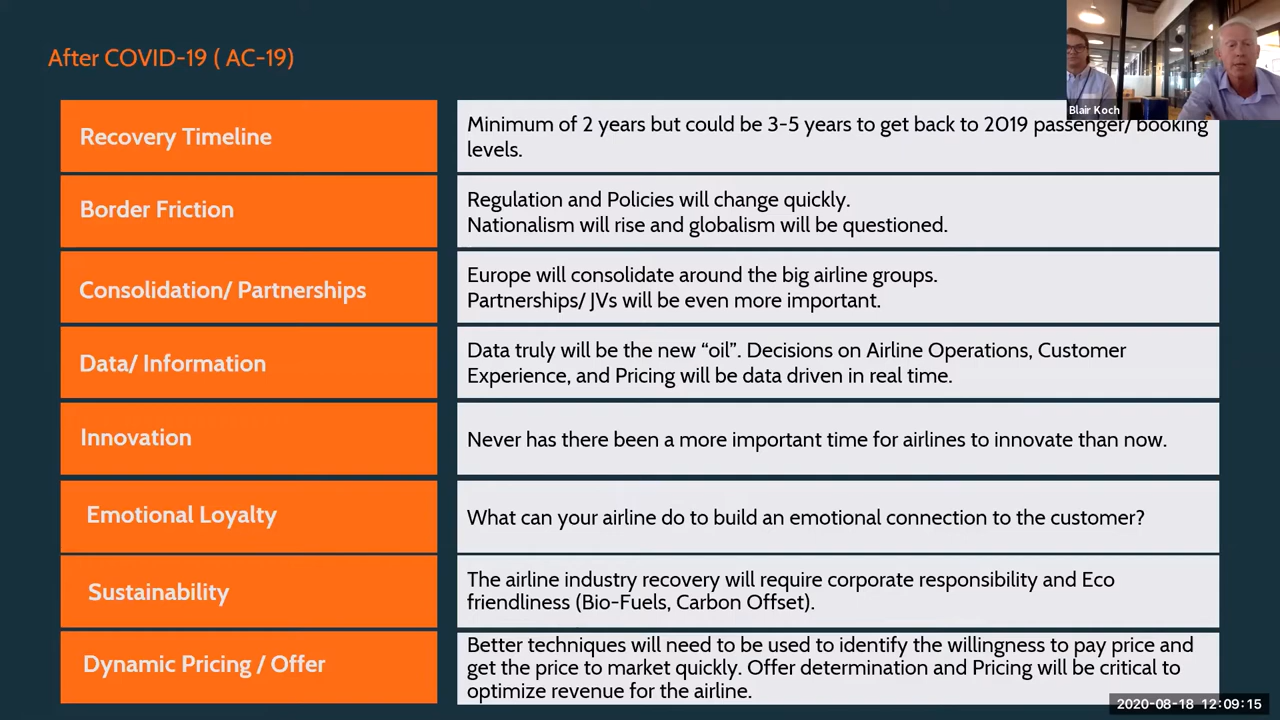 After COVID-19 ( AC-19)
Blair Koch
Recovery Timeline
Minimum of 2 years but could be 3-5 years to get back to 2019 passenger/ booking
levels.
Border Friction
Regulation and Policies will change quickly.
Nationalism will rise and globalism will be questioned.
Consolidation/ Partnerships
Europe will consolidate around the big airline groups.
Partnerships/ JVs will be even more important.
Data/ Information
Data truly will be the new “oil”. Decisions on Airline Operations, Customer
Experience, and Pricing will be data driven in real time.
Innovation
Never has there been a more important time for airlines to innovate than now.
Emotional Loyalty
What can your airline do to build an emotional connection to the customer?
Sustainability
The airline industry recovery will require corporate responsibility and Eco
friendliness (Bio-Fuels, Carbon Offset).
Dynamic Pricing / Offer
Better techniques will need to be used to identify the willingness to pay price and
get the price to market quickly. Offer determination and Pricing will be critical to
optimize revenue for the airline.
2020-08-18 12:09:15